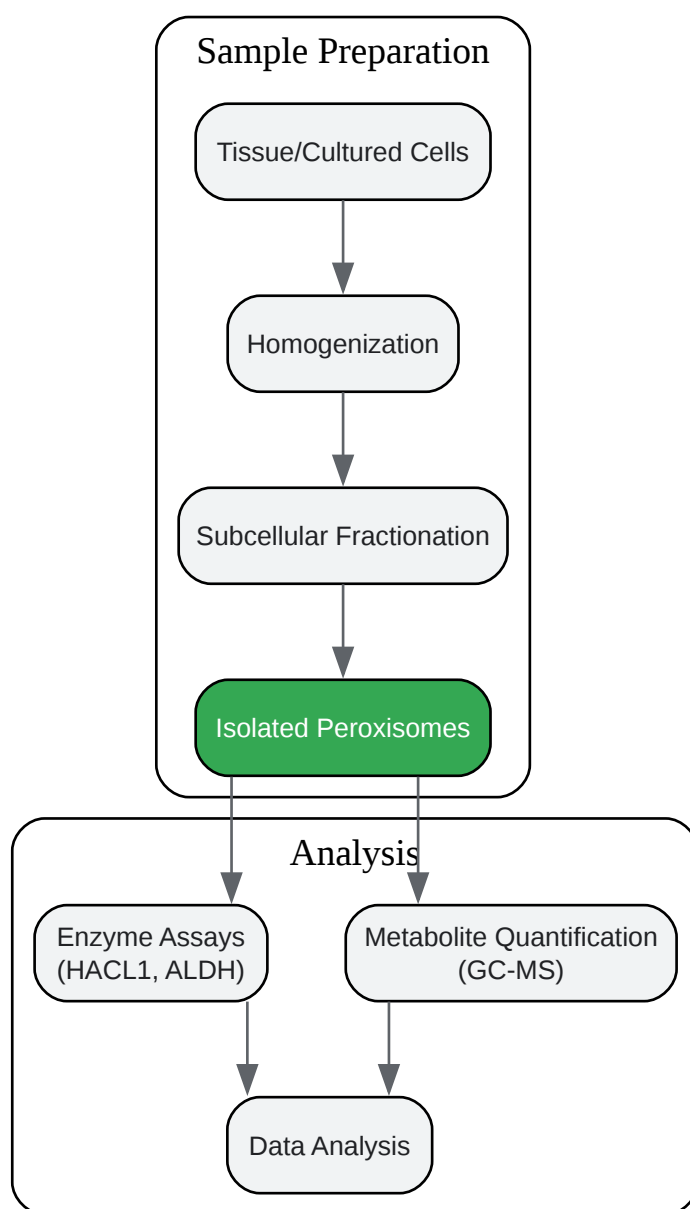 Sample Preparation
Tissue/Cultured Cells
Homogenization
Subcellular Fractionation
Isolated Peroxisomes
Analysis
Enzyme Assays
(HACL1, ALDH)
Metabolite Quantification
(GC-MS)
Data Analysis